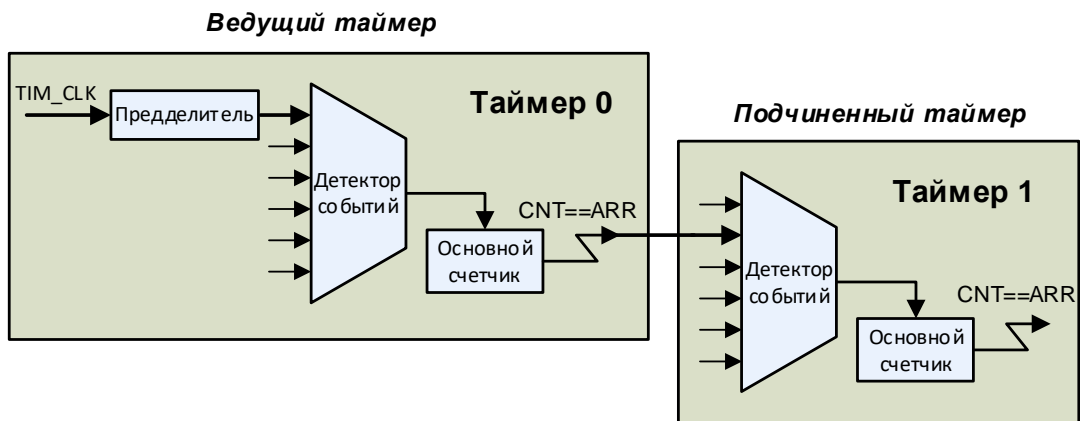 Ведущий таймер
TIM_CLK
Предделитель
Таймер 0
Детектор
событий
CNT==ARR
Основной
счетчик
Подчиненный таймер
Таймер 1
Детектор
событий
CNT==ARR
Основной
счетчик